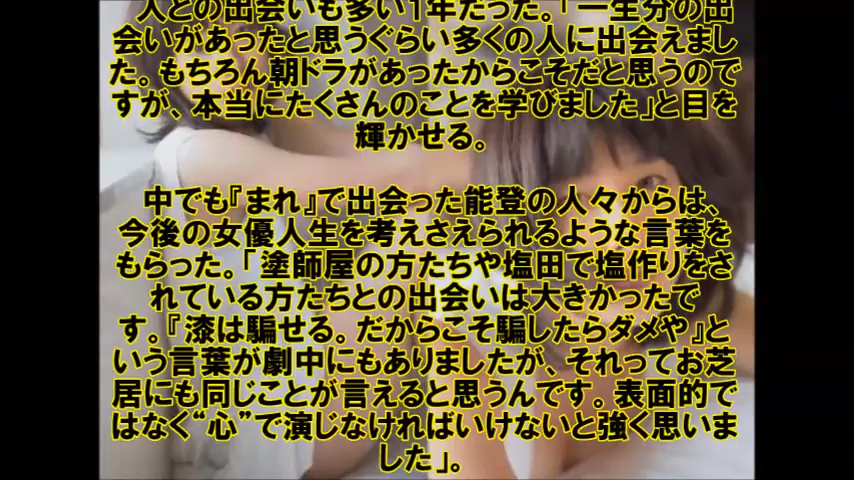 人との出会いも多い1年だった。「一生分の出
会いがあったと思うぐらい多くの人に出会えまし
た。もちろん朝ドラがあったからこそだと思うので
すが、本当にたくさんのことを学びました」と目を
輝かせる。
中でも『まれ』で出会った能登の人々からは、
今後の女優人生を考えさえられるような言葉を
もらった。「塗師屋の方たちや塩田で塩作りをさ
れている方たちとの出会いは大きかったで
す。『漆は騙せる。だからこそ騙したらダメや』と
いう言葉が劇中にもありましたが、それってお芝
居にも同じことが言えると思うんです。表面的で
はなく“心”で演じなければいけないと強く思いま
した」。